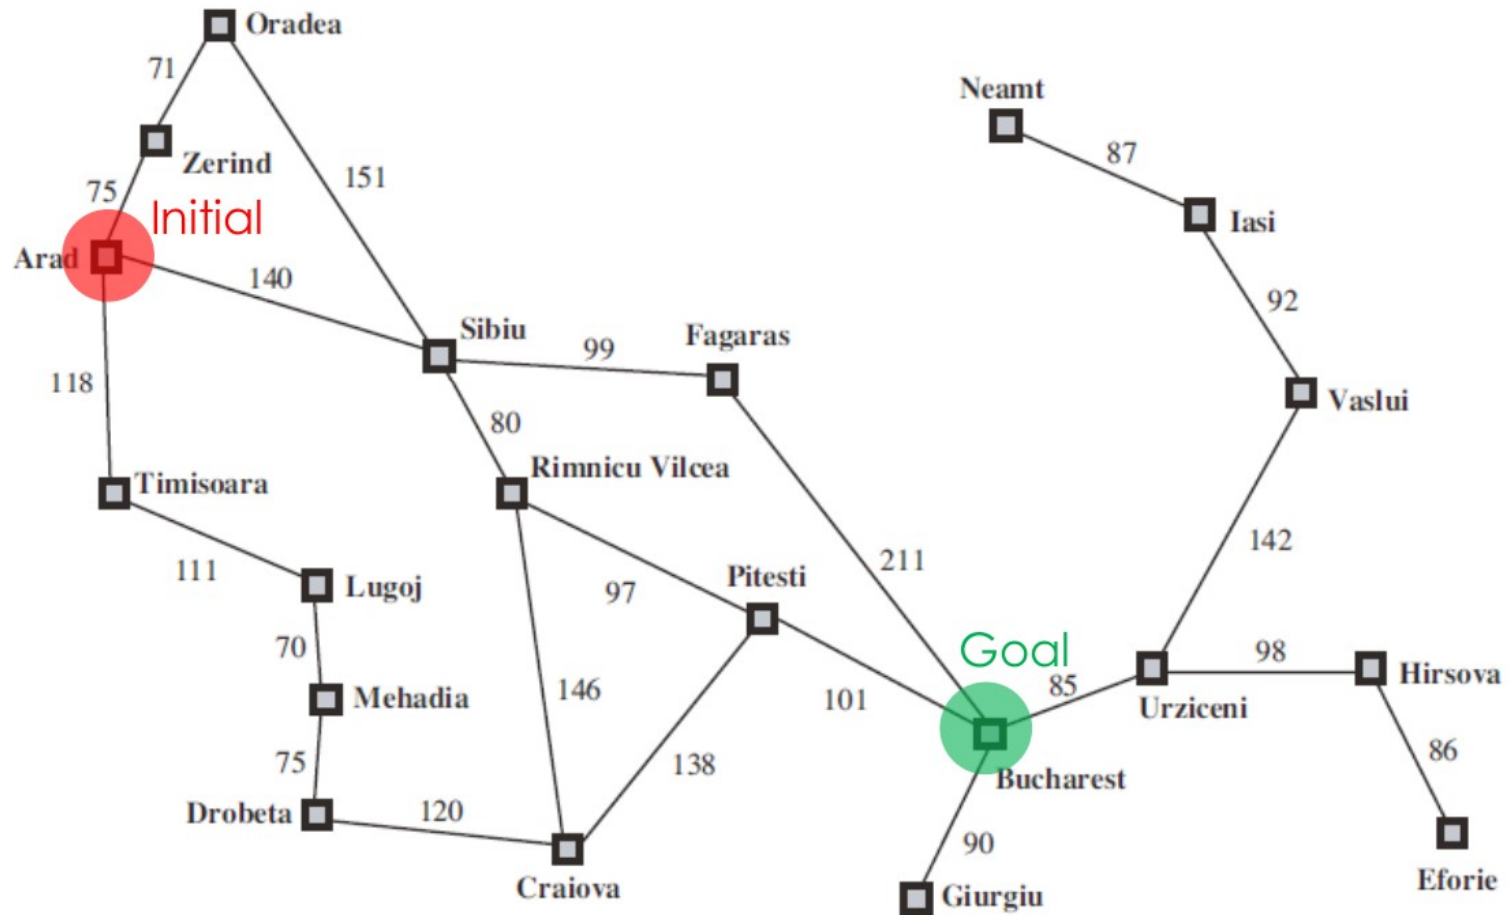 Oradea
71
Neamt
87
Zerind
151
75
Initial
Iasi
Arad
140
92
Sibiu
Fagaras
99
118
80
Vaslui
Rimnicu Vilcea
Timisoara
142
211
111
Lugoj
97
Pitesti
70
Goal
98
Hirsova
146
101
85
Mehadia
Urziceni
138
86
75
Bucharest
Drobeta
120
90
Craiova
Giurgiu
Eforie